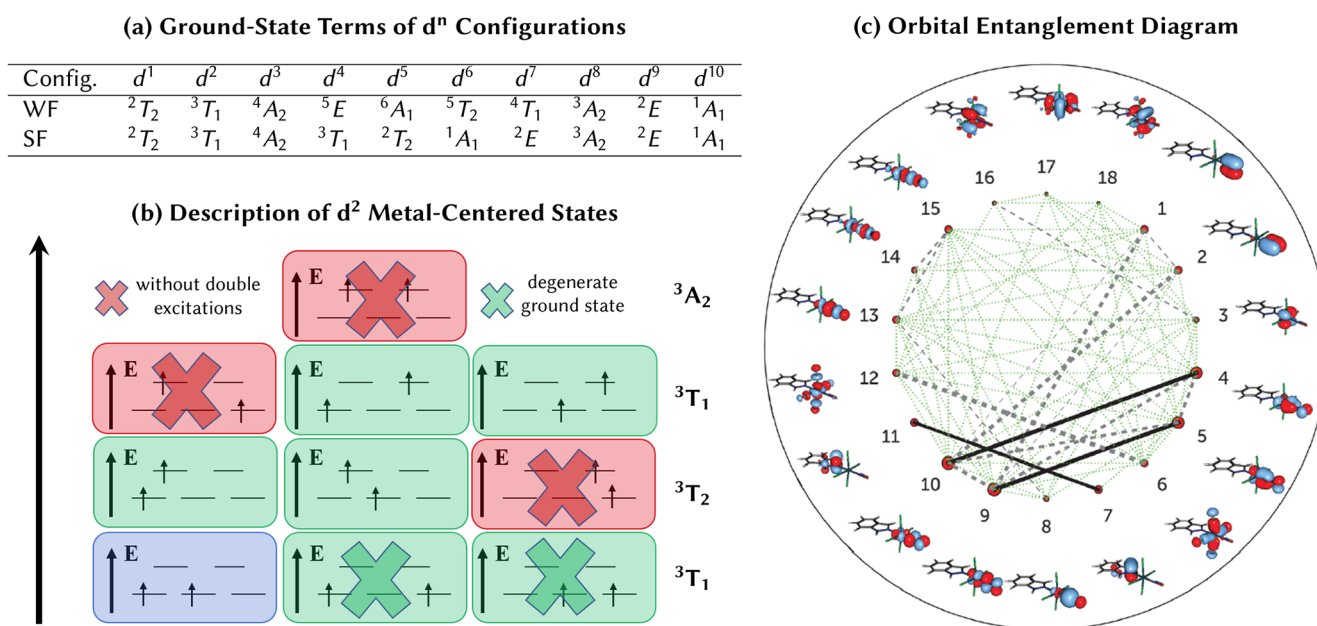 (a) Ground-State Terms of dⁿ Configurations
Config. d¹ d² d³ d⁴ d⁵ d⁶ d⁷ d⁸ d⁹ d¹⁰
WF ²T₂ ³T₁ ⁴A₂ ⁵E ⁶A₁ ⁵T₂ ⁴T₁ ³A₂ ²E ¹A₁
SF ²T₂ ³T₁ ⁴A₂ ³T₁ ²T₂ ¹A₁ ²E ³A₂ ²E ¹A₁
(b) Description of d² Metal-Centered States
without double
excitations
E
degenerate
ground state
³A₂
E E E ³T₁
E E E ³T₂
E E E ³T₁
(c) Orbital Entanglement Diagram
1
2
3
4
5
6
7
8
9
10
11
12
13
14
15
16
17
18